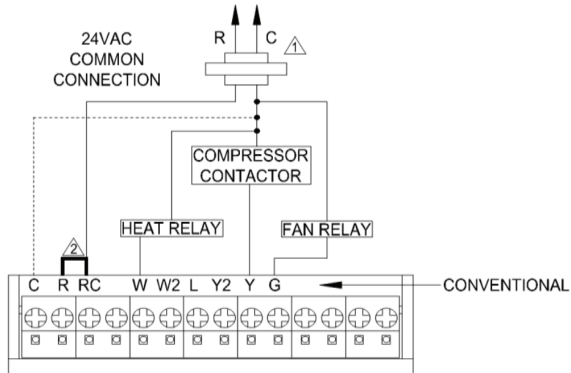 R C
1
24VAC
COMMON
CONNECTION
COMPRESSOR
CONTACTOR
HEAT RELAY
FAN RELAY
2
C R RC W W2 L Y2 Y G
CONVENTIONAL